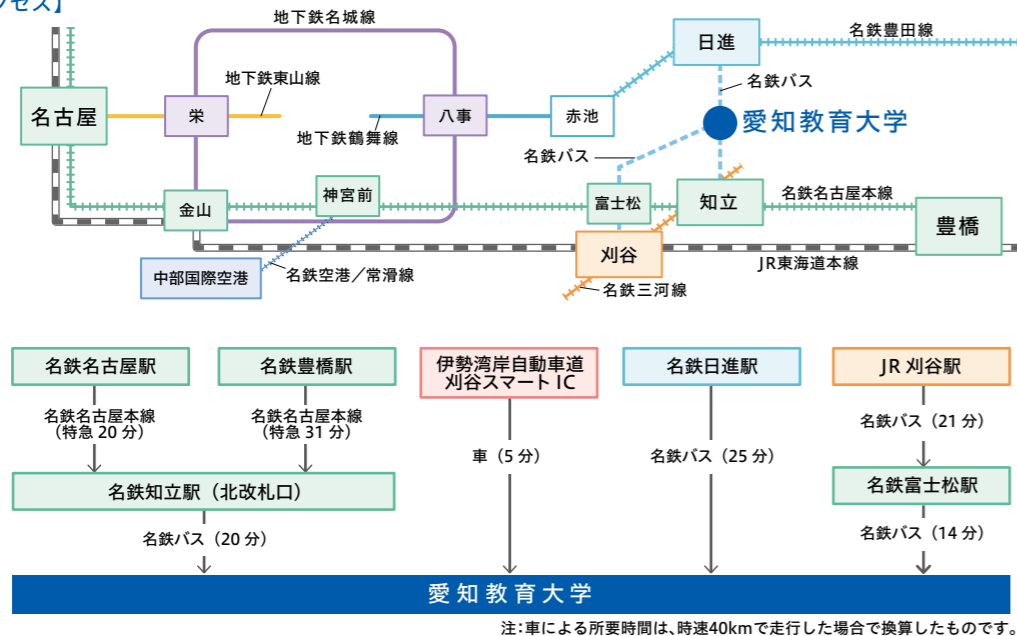 セス】
地下鉄名城線
日進
名鉄豊田線
地下鉄東山線
名鉄バス
名古屋
栄
八事
赤池
愛知教育大学
地下鉄鶴舞線
名鉄バス
神宮前
富士松
知立
名鉄名古屋本線
金山
豊橋
刈谷
中部国際空港
名鉄空港／常滑線
JR東海道本線
名鉄三河線
名鉄名古屋駅
名鉄豊橋駅
伊勢湾岸自動車道
刈谷スマートIC
名鉄日進駅
JR 刈谷駅
名鉄名古屋本線
（特急 20 分）
名鉄名古屋本線
（特急 31 分）
車（5 分）
名鉄バス（25 分）
名鉄バス（21 分）
名鉄知立駅（北改札口）
名鉄富士松駅
名鉄バス（20 分）
名鉄バス（14 分）
愛知教育大学
注：車による所要時間は、時速40kmで走行した場合で換算したものです。